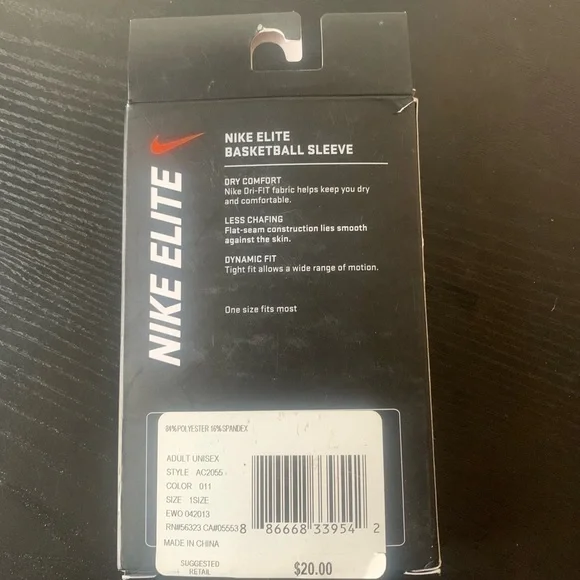 NIKE ELITE
NIKE ELITE
BASKETBALL SLEEVE
DRY COMFORT
Nike Dri-FIT fabric helps keep you dry
and comfortable.
LESS CHAFING
Flat-seam construction lies smooth
against the skin.
DYNAMIC FIT
Tight fit allows a wide range of motion.
One size fits most
84%POLYESTER 16%SPANDEX
ADULT UNISEX
STYLE AC2055 -
COLOR 011
SIZE 1SIZE
EWO 042013
RN#56323 CA#05553
MADE IN CHINA
8 86668 33954 2
SUGGESTED
RETAIL
$20.00